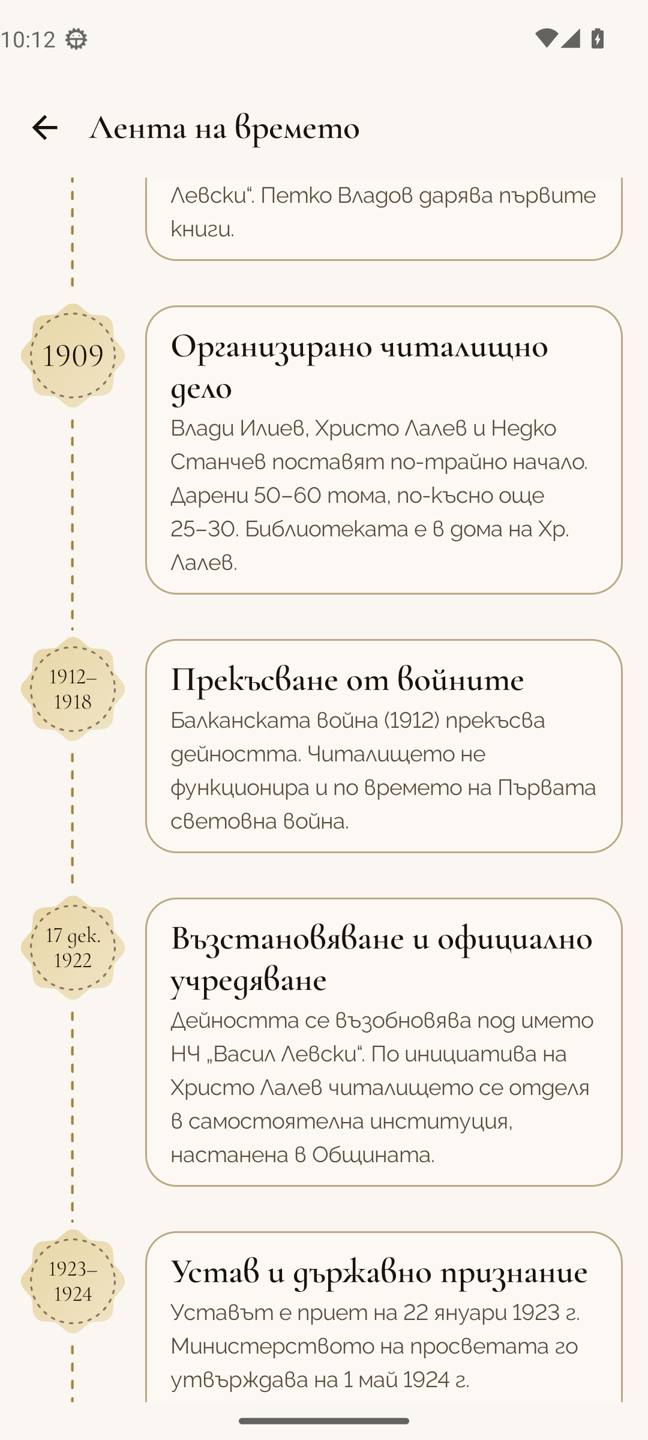 10:12
Лента на времето
Левски“. Петко Владов дарява първите
книги.
1909
Организирано читалищно
дело
Влади Илиев, Христо Лалев и Недко
Станчев поставят по-трайно начало.
Дарени 50–60 тома, по-късно още
25–30. Библиотеката е в дома на Хр.
Лалев.
1912–
1918
Прекъсване от войните
Балканската война (1912) прекъсва
дейността. Читалището не
функционира и по времето на Първата
световна война.
17 дек.
1922
Възстановяване и официално
учредяване
Дейността се възобновява под името
НЧ „Васил Левски“. По инициатива на
Христо Лалев читалището се отделя
в самостоятелна институция,
настанена в Общината.
1923–
1924
Устав и държавно признание
Уставът е приет на 22 януари 1923 г.
Министерството на просветата го
утвърждава на 1 май 1924 г.